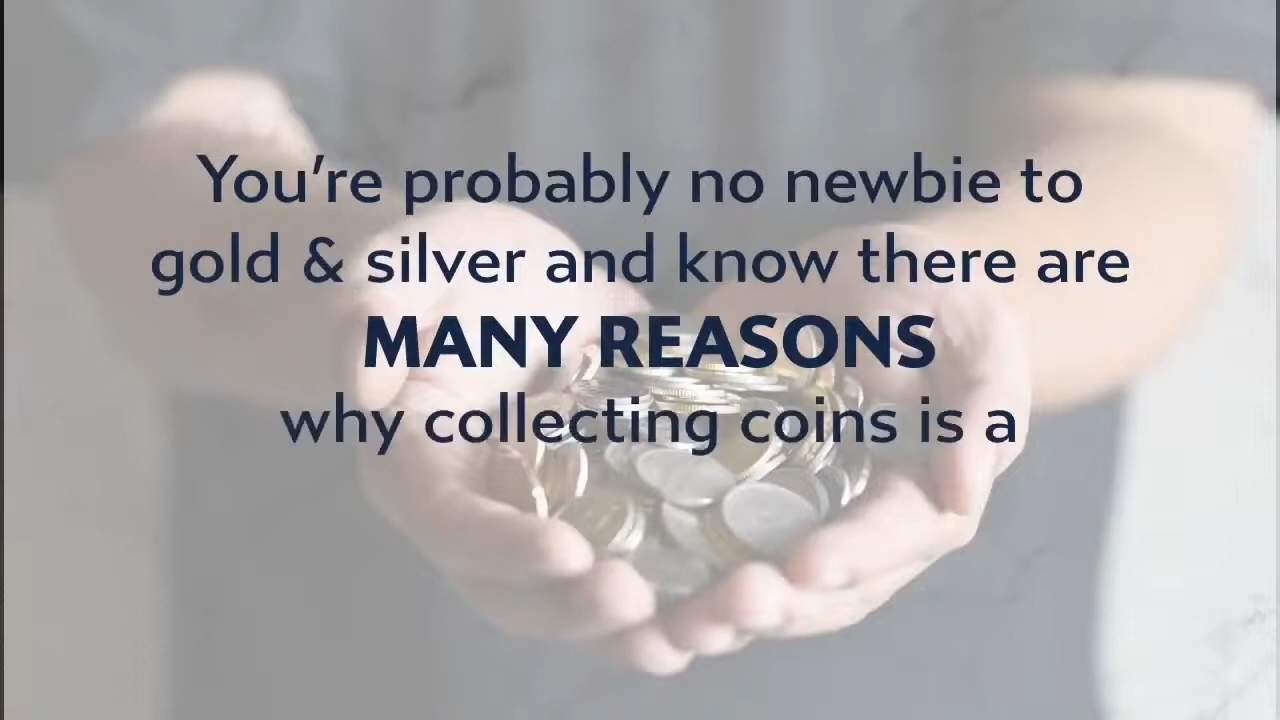 You're probably no newbie to
gold & silver and know there are
MANY REASONS
why collecting coins is a